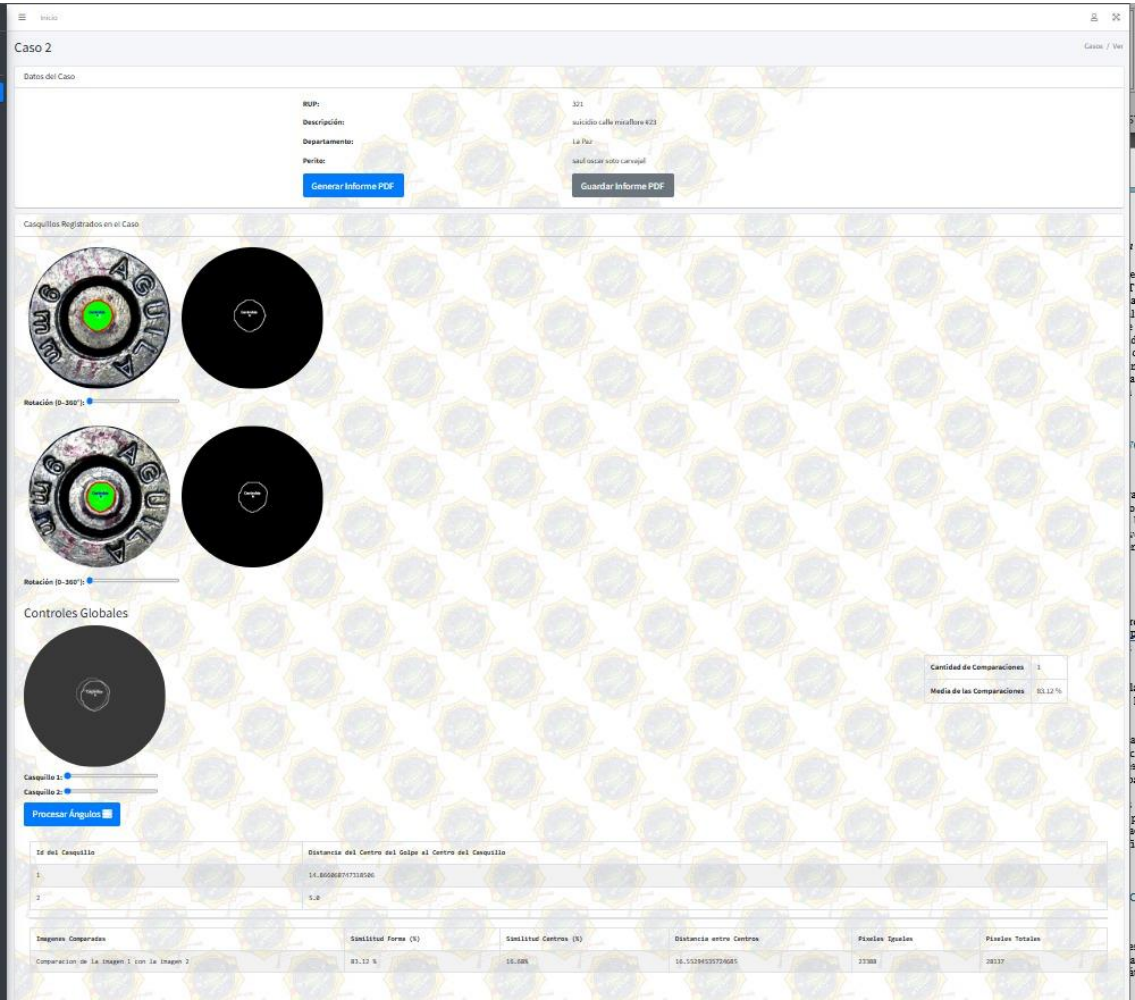 Inicio
Caso 2
Casos / Ver
Datos del Caso
RUP: 321
Descripción: suicidio calle miraflore #23
Departamento: La Paz
Perito: saul oscar soto carvajal
Generar Informe PDF Guardar Informe PDF
Casquillos Registrados en el Caso
AGUILA 9mm
Rotación (0-360°):
AGUILA 9mm
Rotación (0-360°):
Controles Globales
Cantidad de Comparaciones 1
Media de las Comparaciones 83.12 %
Casquillo 1:
Casquillo 2:
Procesar Ángulos
Id del Casquillo Distancia del Centro del Golpe al Centro del Casquillo
1
2 5.0
Imagenes Comparadas Similitud Forma (%) Similitud Centros (%) Distancia entre Centros Pixeles Iguales Pixeles Totales
Comparacion de la imagen 1 con la imagen 2 83.12 %